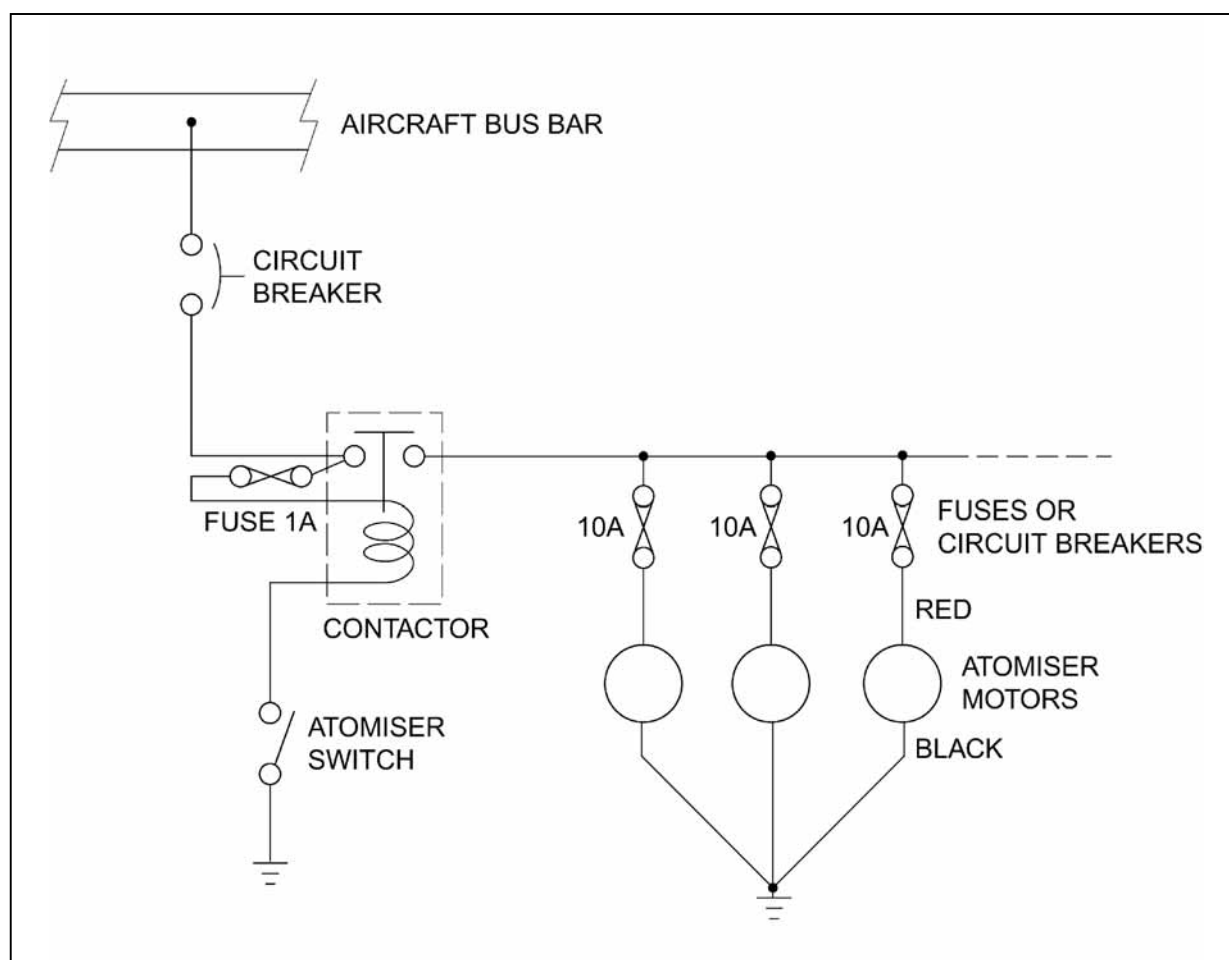 AIRCRAFT BUS BAR
CIRCUIT
BREAKER
FUSE 1A
CONTACTOR
10A
10A
10A
FUSES OR
CIRCUIT BREAKERS
RED
ATOMISER
MOTORS
BLACK
ATOMISER
SWITCH